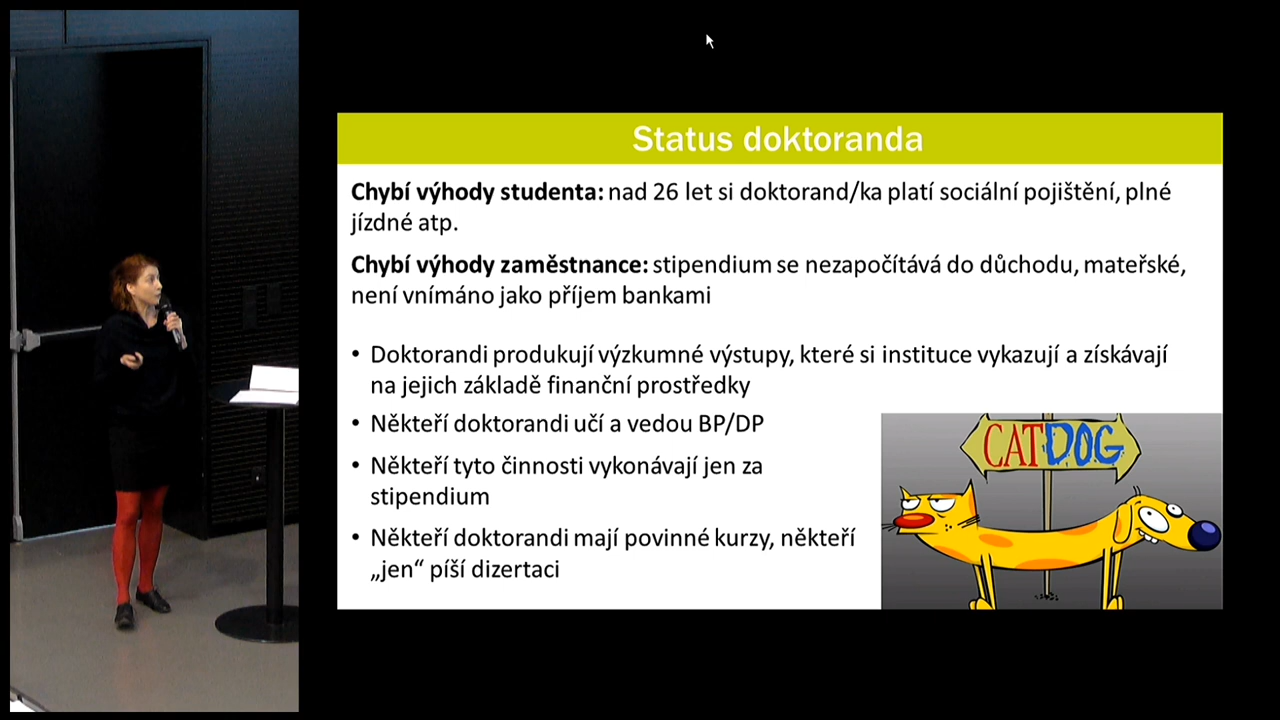 Status doktoranda
Chybí výhody studenta: nad 26 let si doktorand/ka platí sociální pojištění, plné
jízdné atp.
Chybí výhody zaměstnance: stipendium se nezapočítává do důchodu, mateřské,
není vnímáno jako příjem bankami
• Doktorandi produkují výzkumné výstupy, které si instituce vykazují a získávají
na jejich základě finanční prostředky
• Někteří doktorandi učí a vedou BP/DP
• Někteří tyto činnosti vykonávají jen za
stipendium
• Někteří doktorandi mají povinné kurzy, někteří
„jen“ píší dizertaci
CATDOG